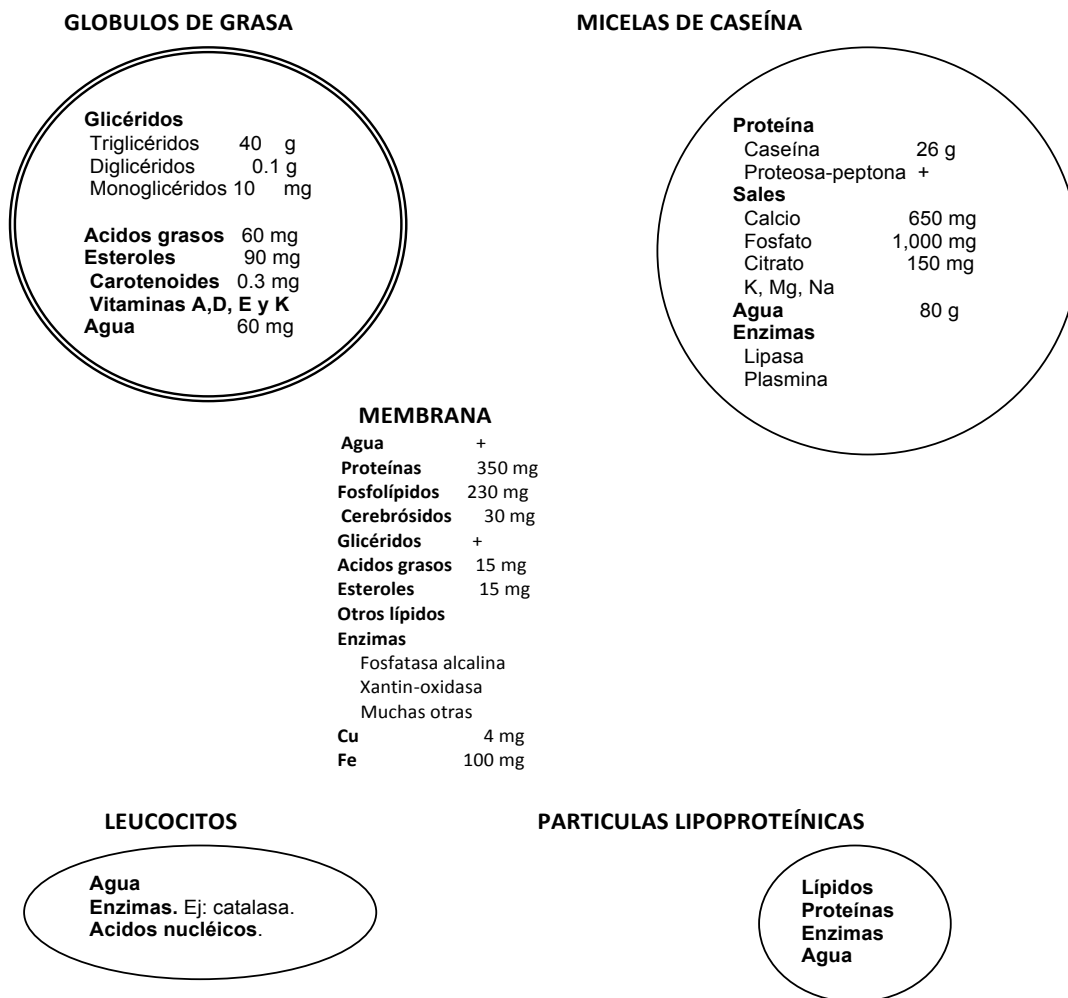 GLOBULOS DE GRASA
Glicéridos
Triglicéridos 40 g
Diglicéridos 0.1 g
Monoglicéridos 10 mg
Acidos grasos 60 mg
Esteroles 90 mg
Carotenoides 0.3 mg
Vitaminas A,D, E y K
Agua 60 mg
MICELAS DE CASEÍNA
Proteína
Caseína 26 g
Proteosa-peptona +
Sales
Calcio 650 mg
Fosfato 1,000 mg
Citrato 150 mg
K, Mg, Na
Agua 80 g
Enzimas
Lipasa
Plasmina
MEMBRANA
Agua +
Proteínas 350 mg
Fosfolípidos 230 mg
Cerebrósidos 30 mg
Glicéridos +
Acidos grasos 15 mg
Esteroles 15 mg
Otros lípidos
Enzimas
Fosfatasa alcalina
Xantin-oxidasa
Muchas otras
Cu 4 mg
Fe 100 mg
LEUCOCITOS
Agua
Enzimas. Ej: catalasa.
Acidos nucléicos.
PARTICULAS LIPOPROTEÍNICAS
Lípidos
Proteínas
Enzimas
Agua